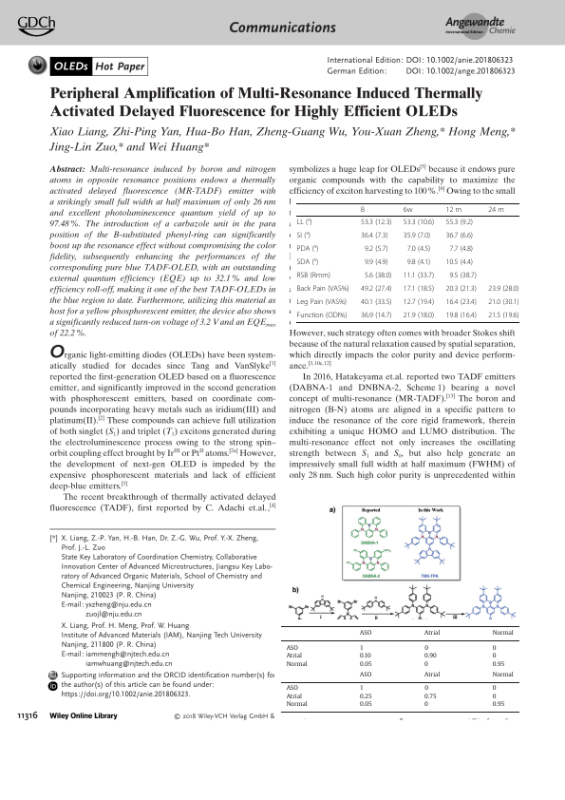 GDCh
Communications
Angewandte
International Edition
Chemie
OLEDs Hot Paper
International Edition: DOI: 10.1002/anie.201806323
German Edition: DOI: 10.1002/ange.201806323
Peripheral Amplification of Multi-Resonance Induced Thermally
Activated Delayed Fluorescence for Highly Efficient OLEDs
Xiao Liang, Zhi-Ping Yan, Hua-Bo Han, Zheng-Guang Wu, You-Xuan Zheng,* Hong Meng,*
Jing-Lin Zuo,* and Wei Huang*
Abstract: Multi-resonance induced by boron and nitrogen
atoms in opposite resonance positions endows a thermally
activated delayed fluorescence (MR-TADF) emitter with
a strikingly small full width at half maximum of only 26 nm
and excellent photoluminescence quantum yield of up to
97.48 %. The introduction of a carbazole unit in the para
position of the B-substituted phenyl-ring can significantly
boost up the resonance effect without compromising the color
fidelity, subsequently enhancing the performances of the
corresponding pure blue TADF-OLED, with an outstanding
external quantum efficiency (EQE) up to 32.1 % and low
efficiency roll-off, making it one of the best TADF-OLEDs in
the blue region to date. Furthermore, utilizing this material as
host for a yellow phosphorescent emitter, the device also shows
a significantly reduced turn-on voltage of 3.2 V and an EQEmax
of 22.2 %.
Organic light-emitting diodes (OLEDs) have been system-
atically studied for decades since Tang and VanSlyke[1]
reported the first-generation OLED based on a fluorescence
emitter, and significantly improved in the second generation
with phosphorescent emitters, based on coordinate com-
pounds incorporating heavy metals such as iridium(III) and
platinum(II).[2] These compounds can achieve full utilization
of both singlet (S1) and triplet (T1) excitons generated during
the electroluminescence process owing to the strong spin–
orbit coupling effect brought by IrIII or PtII atoms.[2a] However,
the development of next-gen OLED is impeded by the
expensive phosphorescent materials and lack of efficient
deep-blue emitters.[3]
The recent breakthrough of thermally activated delayed
fluorescence (TADF), first reported by C. Adachi et.al.,[4]
[*] X. Liang, Z.-P. Yan, H.-B. Han, Dr. Z.-G. Wu, Prof. Y.-X. Zheng,
Prof. J.-L. Zuo
State Key Laboratory of Coordination Chemistry, Collaborative
Innovation Center of Advanced Microstructures, Jiangsu Key Labo-
ratory of Advanced Organic Materials, School of Chemistry and
Chemical Engineering, Nanjing University
Nanjing, 210023 (P. R. China)
E-mail: yxzheng@nju.edu.cn
zuojl@nju.edu.cn
X. Liang, Prof. H. Meng, Prof. W. Huang
Institute of Advanced Materials (IAM), Nanjing Tech University
Nanjing, 211800 (P. R. China)
E-mail: iammengh@njtech.edu.cn
iamwhuang@njtech.edu.cn
Supporting information and the ORCID identification number(s) for
the author(s) of this article can be found under:
https://doi.org/10.1002/anie.201806323.
symbolizes a huge leap for OLEDs[5] because it endows pure
organic compounds with the capability to maximize the
efficiency of exciton harvesting to 100 %.[6] Owing to the small
B 6w 12 m 24 m
LL (°) 53.3 (12.3) 53.3 (10.6) 55.3 (9.2)
SI (°) 36.4 (7.3) 35.9 (7.0) 36.7 (6.6)
PDA (°) 9.2 (5.7) 7.0 (4.5) 7.7 (4.8)
SDA (°) 9.9 (4.9) 9.8 (4.1) 10.5 (4.4)
RSB (Rmm) 5.6 (38.0) 11.1 (33.7) 9.5 (38.7)
Back Pain (VAS%) 49.2 (27.4) 17.1 (18.5) 20.3 (21.3) 23.9 (28.0)
Leg Pain (VAS%) 40.1 (33.5) 12.7 (19.4) 16.4 (23.4) 21.0 (30.1)
Function (ODI%) 36.9 (14.7) 21.9 (18.0) 19.8 (16.4) 21.5 (19.6)
However, such strategy often comes with broader Stokes shift
because of the natural relaxation caused by spatial separation,
which directly impacts the color purity and device perform-
ance.[3,10a,12]
In 2016, Hatakeyama et.al. reported two TADF emitters
(DABNA-1 and DNBNA-2, Scheme 1) bearing a novel
concept of multi-resonance (MR-TADF).[13] The boron and
nitrogen (B-N) atoms are aligned in a specific pattern to
induce the resonance of the core rigid framework, therein
exhibiting a unique HOMO and LUMO distribution. The
multi-resonance effect not only increases the oscillating
strength between S1 and S0, but also help generate an
impressively small full width at half maximum (FWHM) of
only 28 nm. Such high color purity is unprecedented within
a)
Reported In this Work
DABNA-1
DABNA-2 TBN-TPA
b)
I II III
ASO Atrial Normal
ASO 1 0 0
Atrial 0.10 0.90 0
Normal 0.05 0 0.95
ASO Atrial Normal
ASO 1 0 0
Atrial 0.25 0.75 0
Normal 0.05 0 0.95
11316 Wiley Online Library © 2018 Wiley-VCH Verlag GmbH &